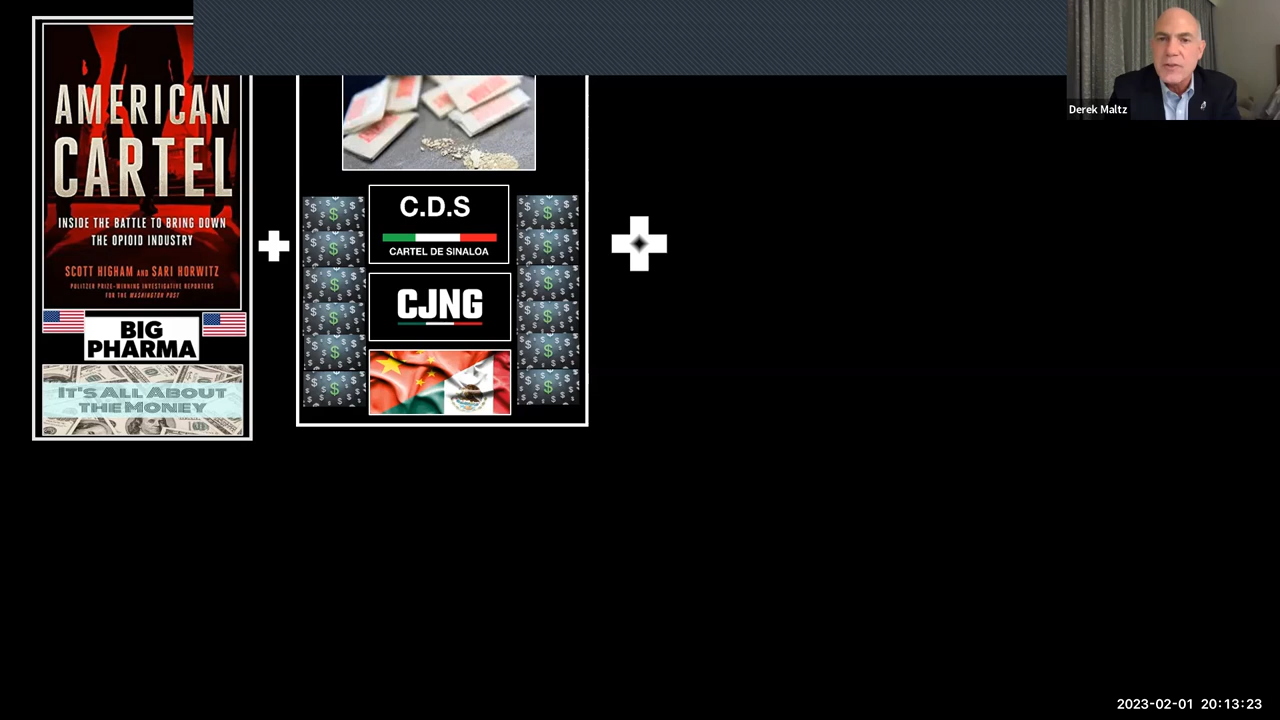 AMERICAN
CARTEL
INSIDE THE BATTLE TO BRING DOWN
THE OPIOID INDUSTRY
SCOTT HIGHAM AND SARI HORWITZ
PULITZER PRIZE-WINNING INVESTIGATIVE REPORTERS
FOR THE WASHINGTON POST
BIG
PHARMA
IT'S ALL ABOUT
THE MONEY
C.D.S
CARTEL DE SINALOA
CJNG
Derek Maltz
2023-02-01 20:13:23